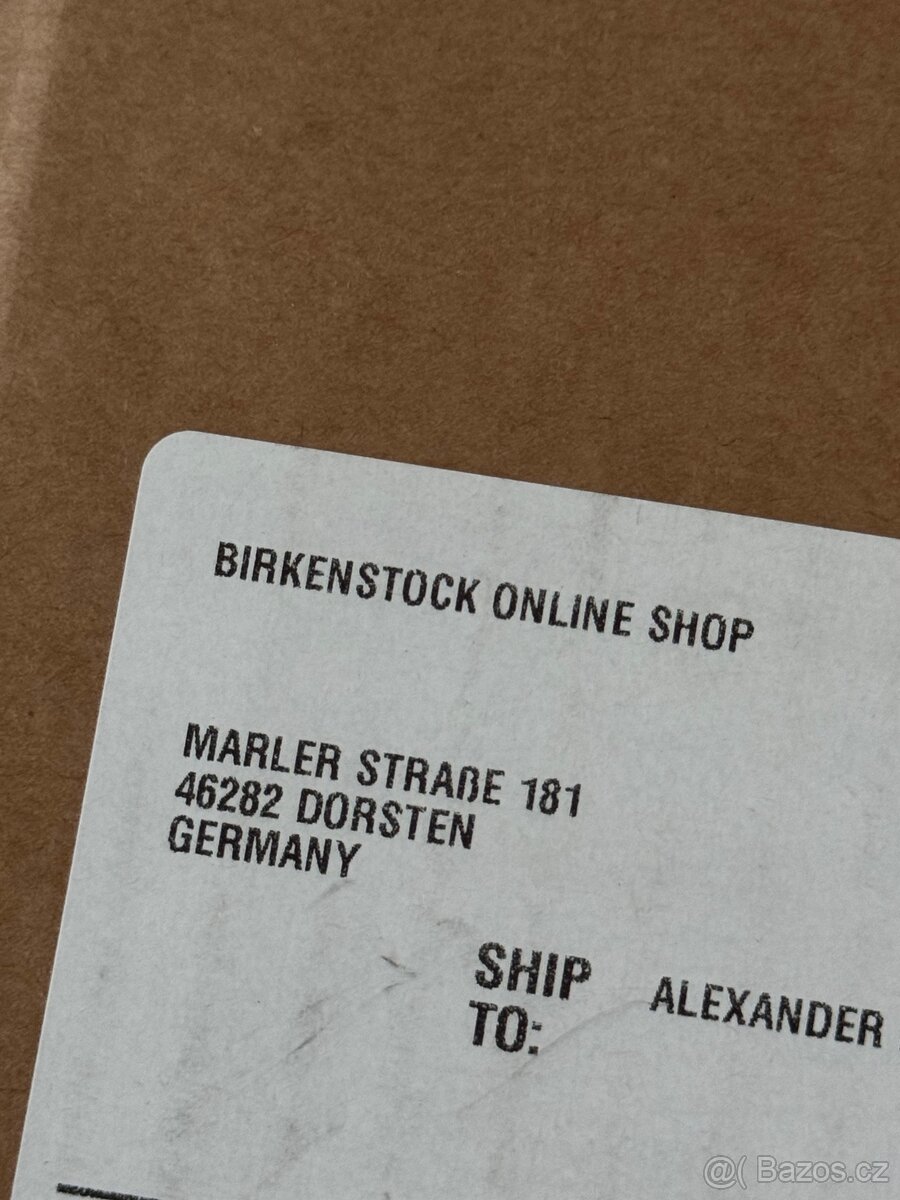 BIRKENSTOCK ONLINE SHOP
MARLER STRAßE 181
46282 DORSTEN
GERMANY
SHIP TO:
ALEXANDER
@( Bazos.cz